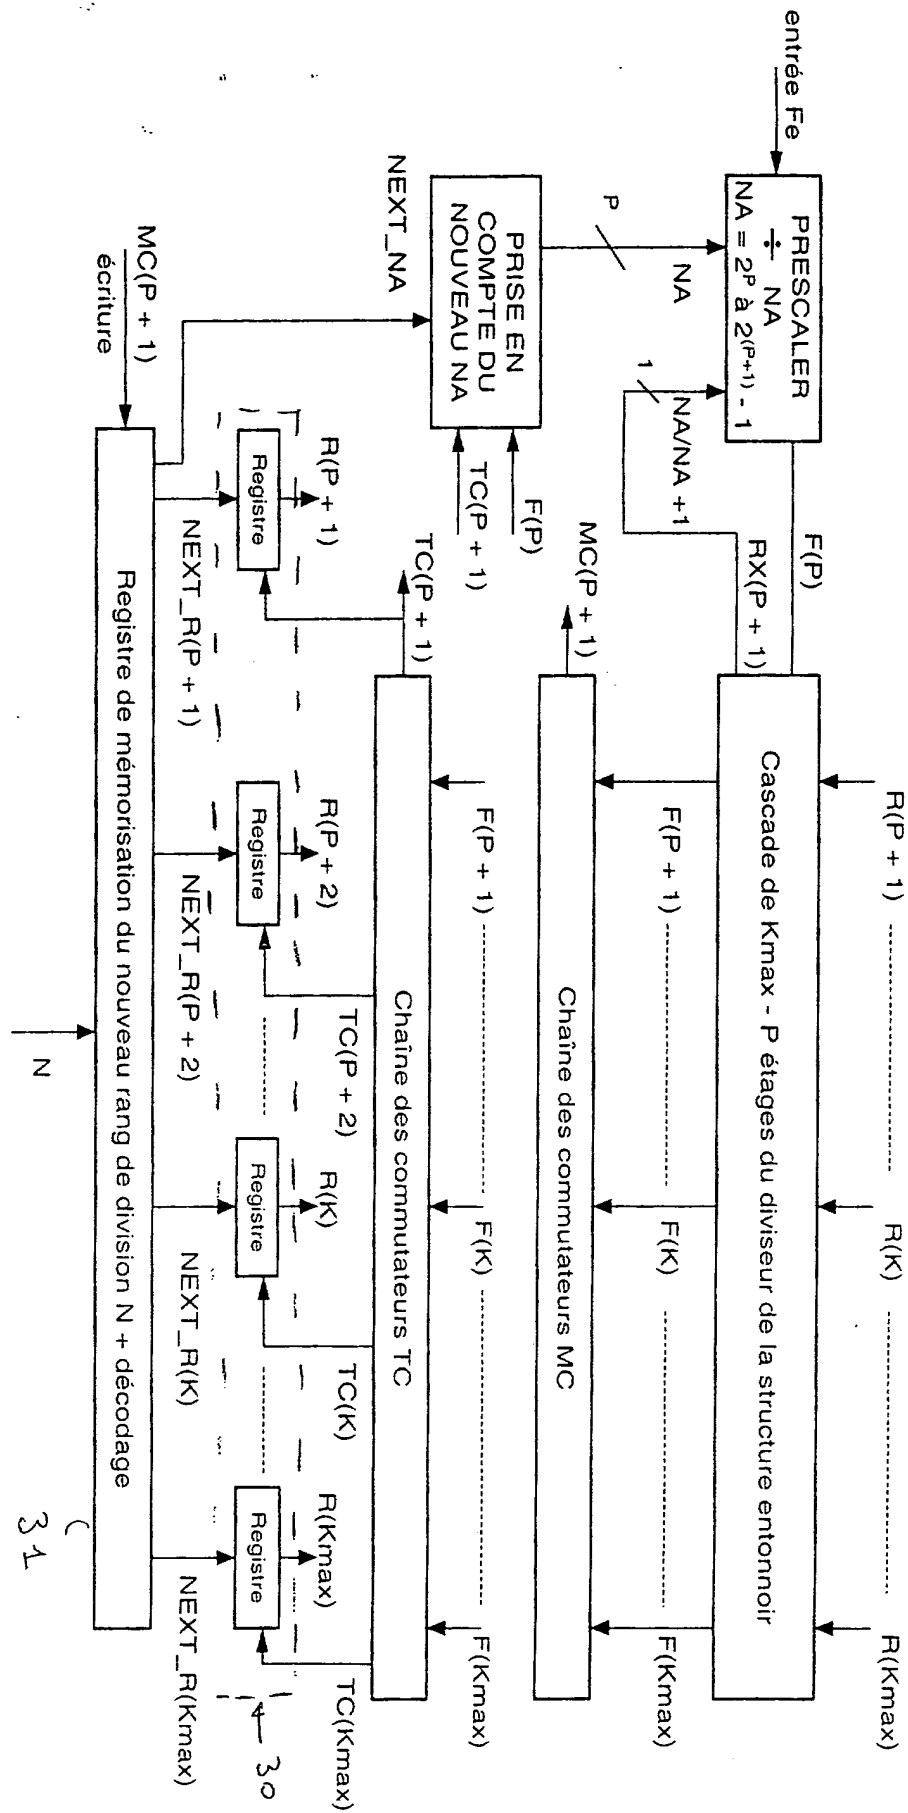 R(P + 1)
R(K)
R(Kmax)
entrée Fe
PRESCALER
÷ NA
NA = 2^P à 2^(P+1) - 1
F(P)
RX(P + 1)
Cascade de Kmax - P étages du diviseur de la structure entonnoir
P
NA
1
NA/NA +1
F(P + 1)
F(K)
F(Kmax)
MC(P + 1)
Chaîne des commutateurs MC
PRISE EN
COMPTE DU
NOUVEAU NA
F(P)
TC(P + 1)
F(P + 1)
F(K)
F(Kmax)
NEXT_NA
TC(P + 1)
Chaîne des commutateurs TC
R(P + 1)
R(P + 2)
TC(P + 2)
R(K)
TC(K)
R(Kmax)
TC(Kmax)
Registre
Registre
Registre
Registre
30
NEXT_R(P + 1)
NEXT_R(P + 2)
NEXT_R(K)
NEXT_R(Kmax)
MC(P + 1)
écriture
Registre de mémorisation du nouveau rang de division N + décodage
31
N